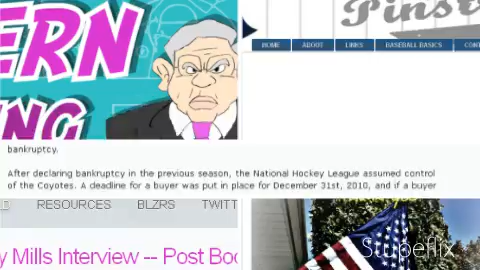 ERN
NG
Pinst
HOME ABOUT LINKS BASEBALL BASICS CON
bankruptcy.
After declaring bankruptcy in the previous season, the National Hockey League assumed control
of the Coyotes. A deadline for a buyer was put in place for December 31st, 2010, and if a buyer
D RESOURCES BLZRS TWITT
y Mills Interview -- Post Boo
Stupeflix